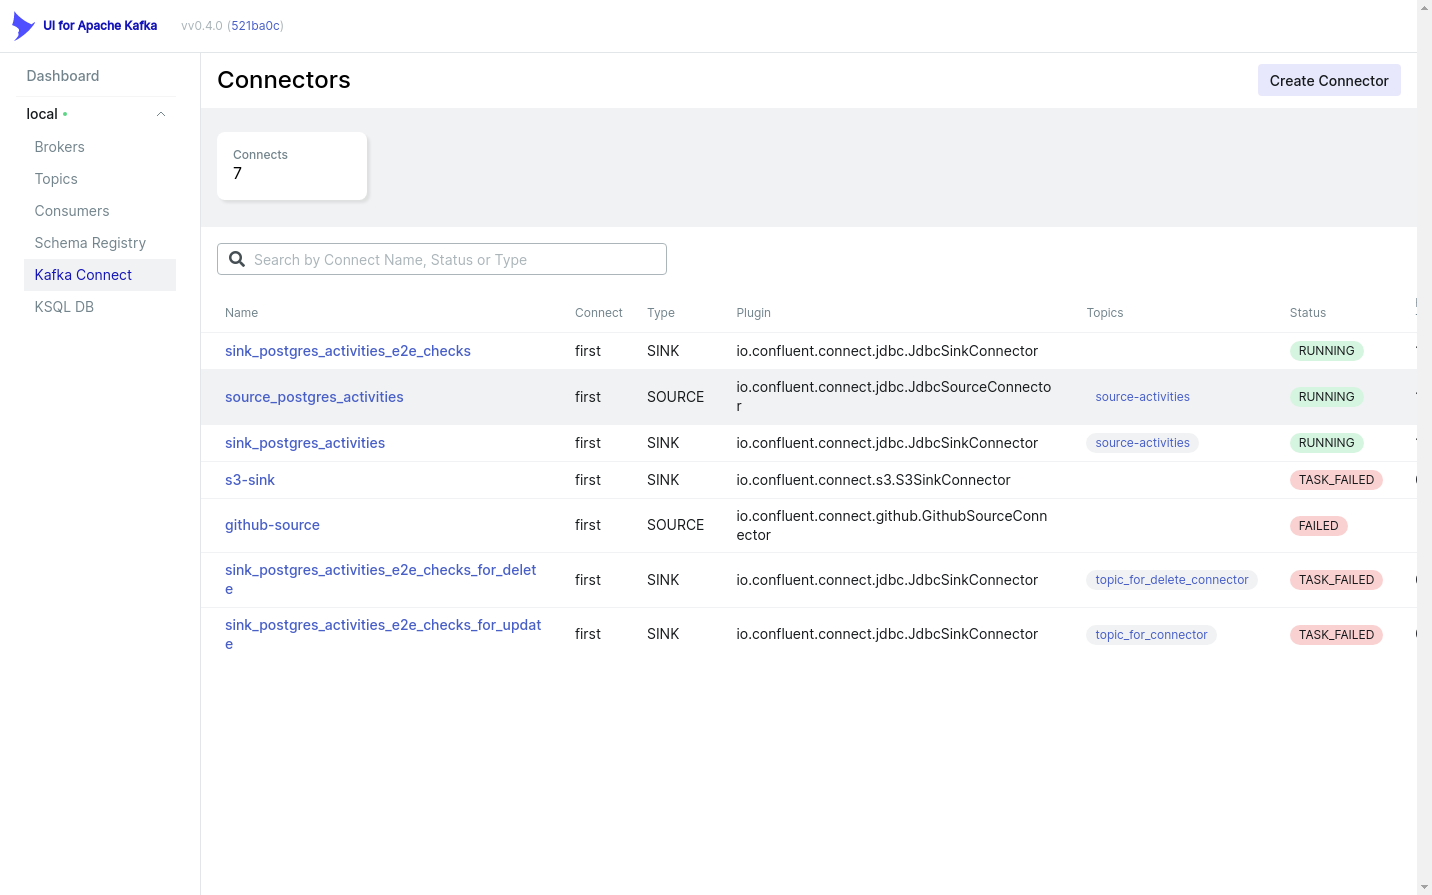 UI for Apache Kafka vv0.4.0 (521ba0c)
Dashboard
local
Brokers
Topics
Consumers
Schema Registry
Kafka Connect
KSQL DB
Connectors
Create Connector
Connects
7
Search by Connect Name, Status or Type
Name Connect Type Plugin Topics Status
sink_postgres_activities_e2e_checks first SINK io.confluent.connect.jdbc.JdbcSinkConnector RUNNING
source_postgres_activities first SOURCE io.confluent.connect.jdbc.JdbcSourceConnecto
r source-activities RUNNING
sink_postgres_activities first SINK io.confluent.connect.jdbc.JdbcSinkConnector source-activities RUNNING
s3-sink first SINK io.confluent.connect.s3.S3SinkConnector TASK_FAILED
github-source first SOURCE io.confluent.connect.github.GithubSourceConn
ector FAILED
sink_postgres_activities_e2e_checks_for_delet
e first SINK io.confluent.connect.jdbc.JdbcSinkConnector topic_for_delete_connector TASK_FAILED
sink_postgres_activities_e2e_checks_for_updat
e first SINK io.confluent.connect.jdbc.JdbcSinkConnector topic_for_connector TASK_FAILED